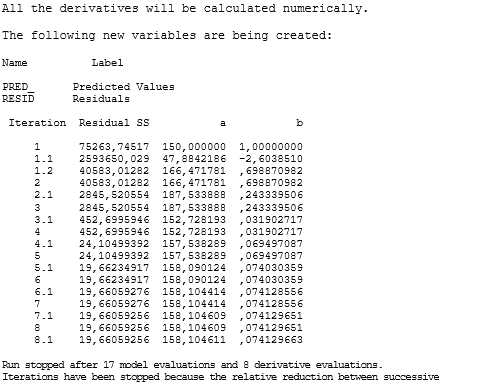 All the derivatives will be calculated numerically.
The following new variables are being created:
Name Label
PRED_ Predicted Values
RESID Residuals
Iteration Residual SS a b
1 75263,74517 150,000000 1,00000000
1.1 2593650,029 47,8842186 -2,6038510
1.2 40583,01282 166,471781 ,698870982
2 40583,01282 166,471781 ,698870982
2.1 2845,520554 187,533888 ,243339506
3 2845,520554 187,533888 ,243339506
3.1 452,6995946 152,728193 ,031902717
4 452,6995946 152,728193 ,031902717
4.1 24,10499392 157,538289 ,069497087
5 24,10499392 157,538289 ,069497087
5.1 19,66234917 158,090124 ,074030359
6 19,66234917 158,090124 ,074030359
6.1 19,66059276 158,104414 ,074128556
7 19,66059276 158,104414 ,074128556
7.1 19,66059256 158,104609 ,074129651
8 19,66059256 158,104609 ,074129651
8.1 19,66059256 158,104611 ,074129663
Run stopped after 17 model evaluations and 8 derivative evaluations.
Iterations have been stopped because the relative reduction between successive